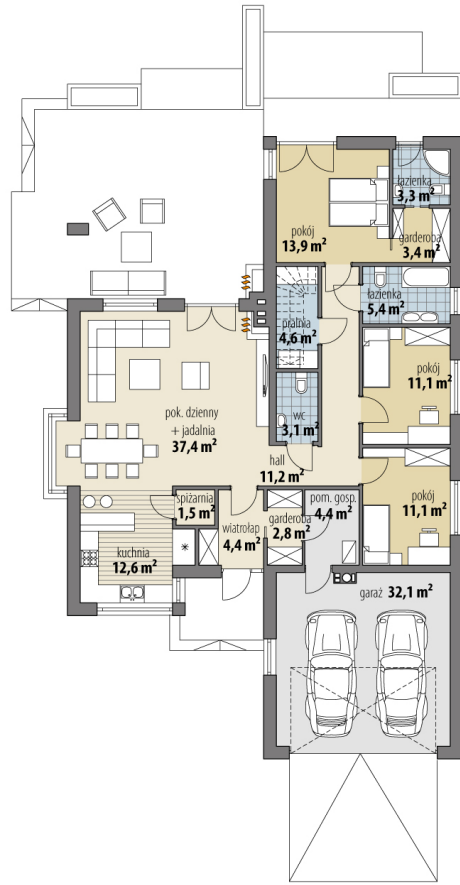 łazienka
3,3 m²
pokój
13,9 m²
garderoba
3,4 m²
łazienka
5,4 m²
pralnia
4,6 m²
pokój
11,1 m²
wc
3,1 m²
pok. dzienny
+ jadalnia
37,4 m²
hall
11,2 m²
pokój
11,1 m²
spiżarnia
1,5 m²
wiatrołap
4,4 m²
garderoba
2,8 m²
pom. gosp.
4,4 m²
kuchnia
12,6 m²
garaż 32,1 m²